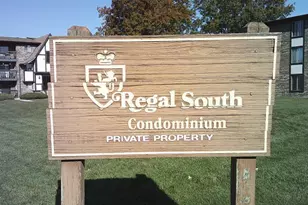 Regal South
Condominium
PRIVATE PROPERTY